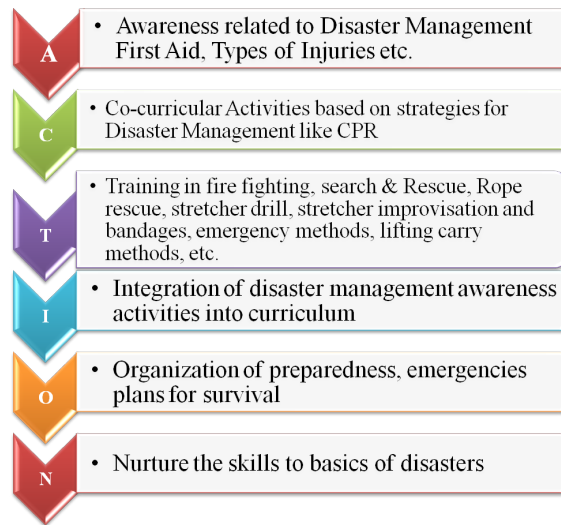 A
• Awareness related to Disaster Management
First Aid, Types of Injuries etc.
C
• Co-curricular Activities based on strategies for
Disaster Management like CPR
T
• Training in fire fighting, search & Rescue, Rope
rescue, stretcher drill, stretcher improvisation and
bandages, emergency methods, lifting carry
methods, etc.
I
• Integration of disaster management awareness
activities into curriculum
O
• Organization of preparedness, emergencies
plans for survival
N
• Nurture the skills to basics of disasters